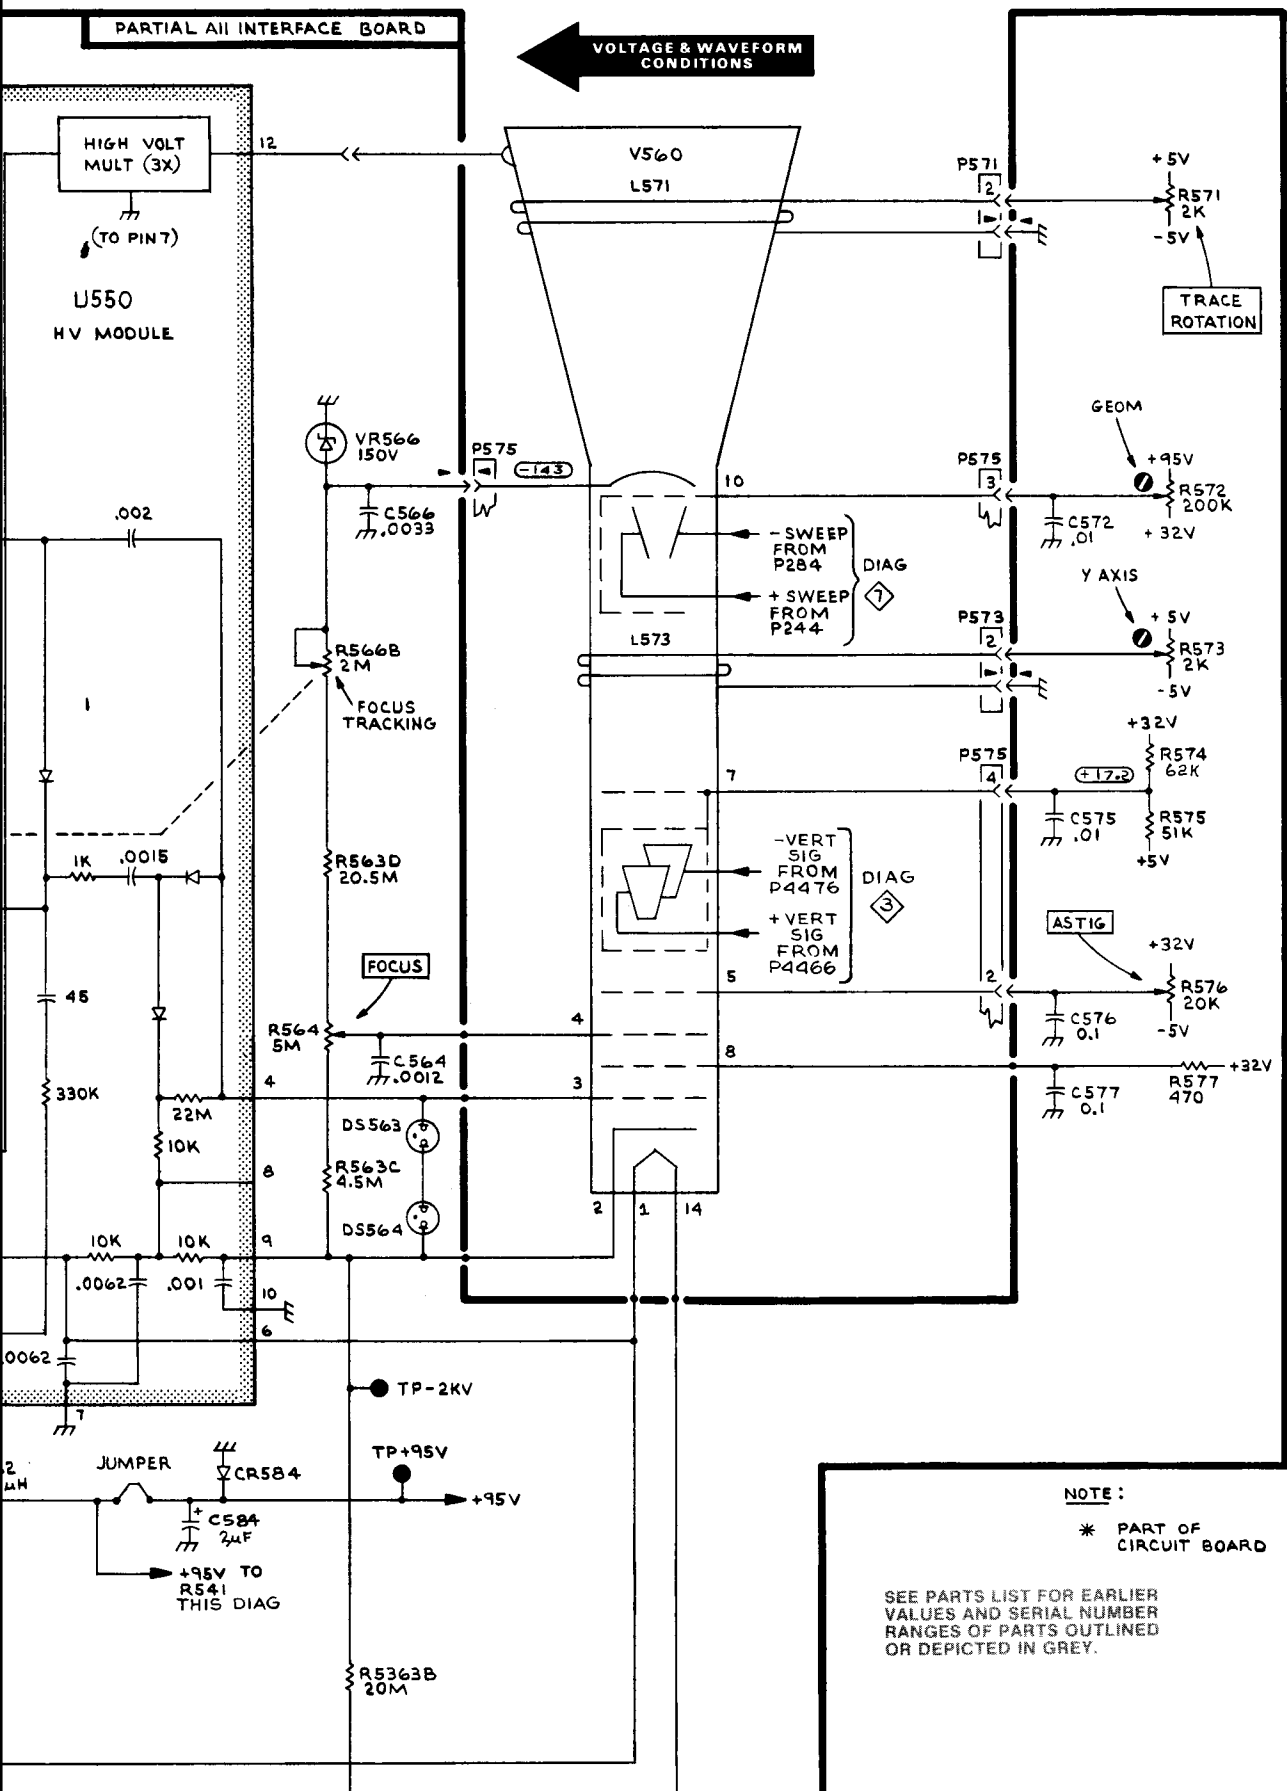 PARTIAL A11 INTERFACE BOARD
VOLTAGE & WAVEFORM
CONDITIONS
HIGH VOLT
MULT (3X)
12
(TO PIN 7)
U550
HV MODULE
V560
L571
P571
2
1
+5V
R571
2K
-5V
TRACE
ROTATION
VR566
150V
P575
-143
C566
.0033
10
P575
3
GEOM
+95V
R572
200K
+32V
C572
.01
.002
-SWEEP
FROM
P284
+SWEEP
FROM
P244
DIAG
7
Y AXIS
P573
2
1
+5V
R573
2K
-5V
L573
R566B
2M
FOCUS
TRACKING
+32V
R574
62K
P575
4
+17.2
7
C575
.01
R575
51K
+5V
1K
.0015
R563D
20.5M
-VERT
SIG
FROM
P4476
+VERT
SIG
FROM
P4466
DIAG
3
ASTIG
+32V
R576
20K
-5V
5
2
C576
0.1
FOCUS
45
R564
5M
4
C564
.0012
8
+32V
R577
470
C577
0.1
330K
22M
4
3
DS563
10K
8
R563C
4.5M
DS564
2
1
14
10K
10K
9
.0062
.001
10
6
.0062
7
TP-2KV
JUMPER
CR584
TP+95V
+95V
µH
C584
2µF
+
+95V TO
R541
THIS DIAG
R5363B
20M
NOTE:
* PART OF
CIRCUIT BOARD
SEE PARTS LIST FOR EARLIER
VALUES AND SERIAL NUMBER
RANGES OF PARTS OUTLINED
OR DEPICTED IN GREY.